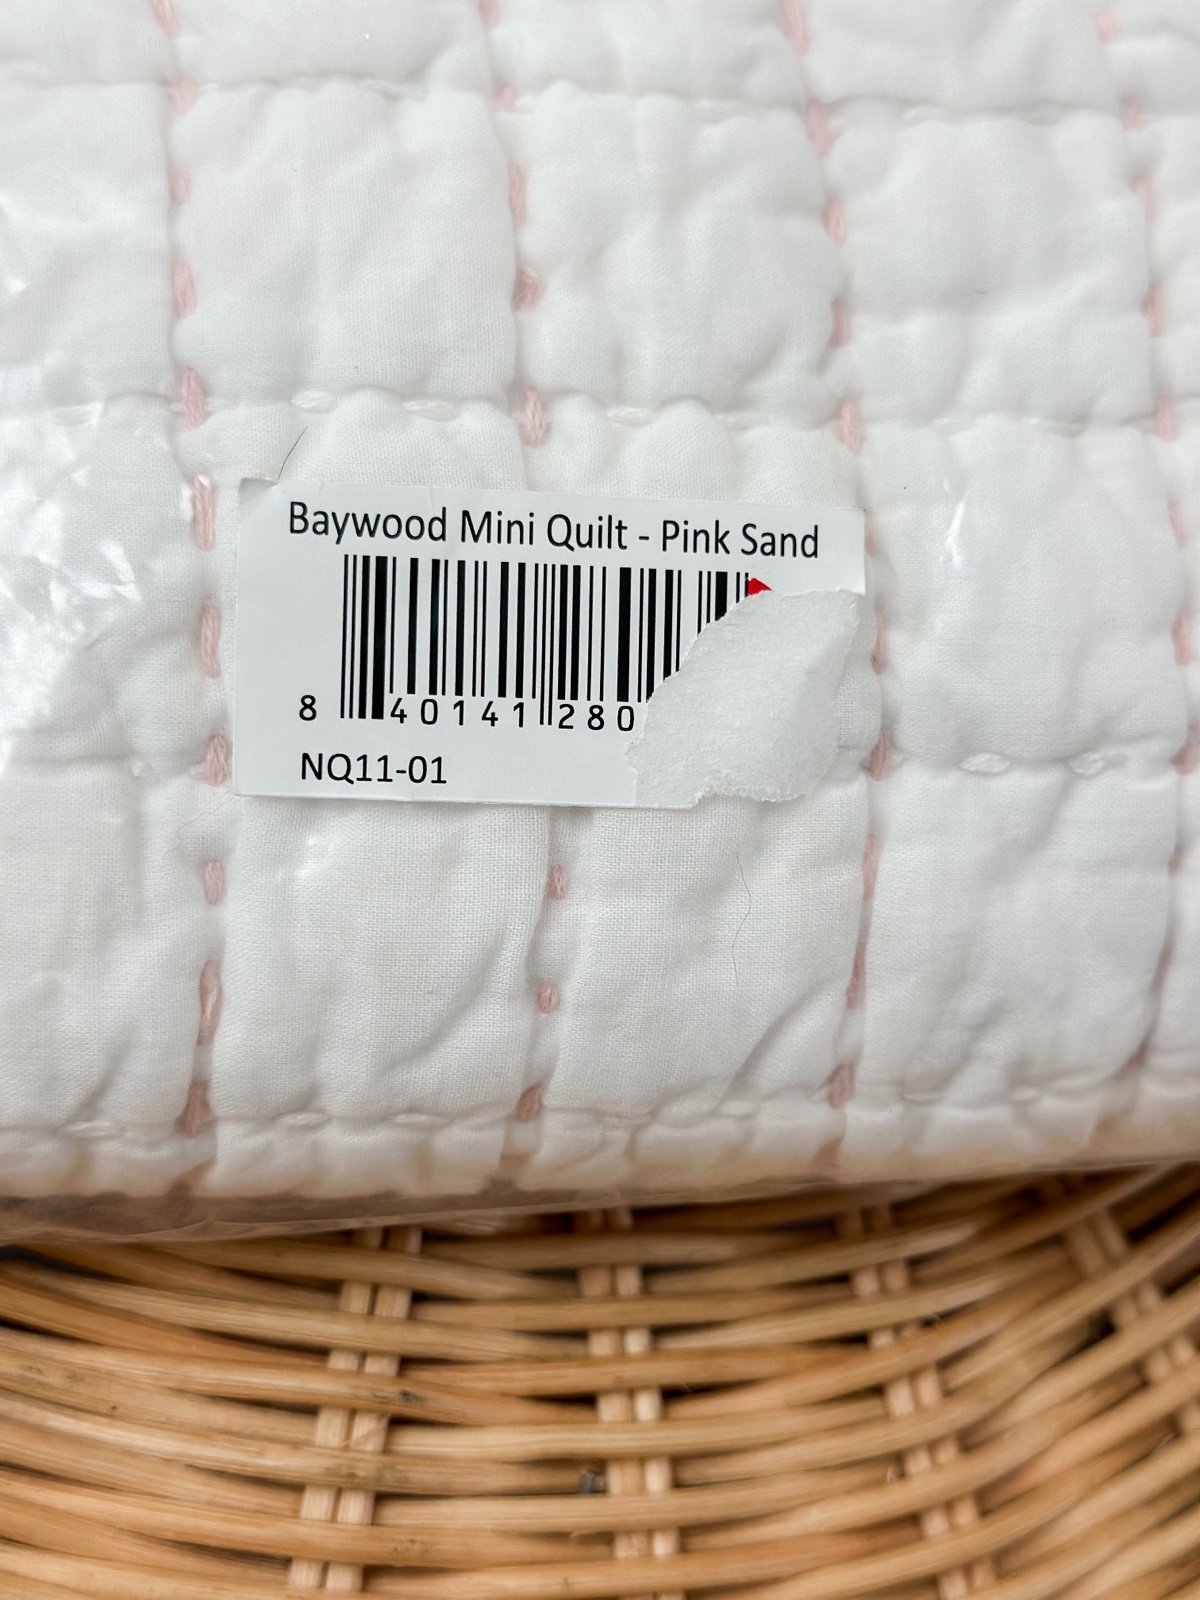 Baywood Mini Quilt - Pink Sand
8 40141 280
NQ11-01